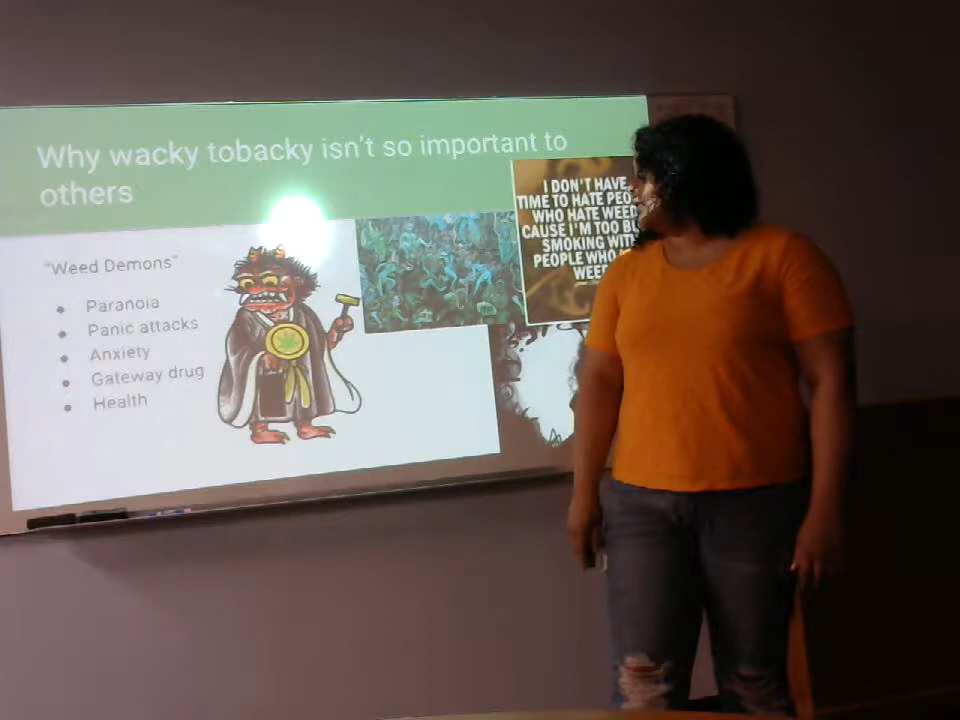 Why wacky tobacky isn't so important to
others
"Weed Demons"
Paranoia
Panic attacks
Anxiety
Gateway drug
Health
I DON'T HAVE
TIME TO HATE
WHO HATE WEED
CAUSE I'M TOO
SMOKING WITH
PEOPLE WHO
WEED